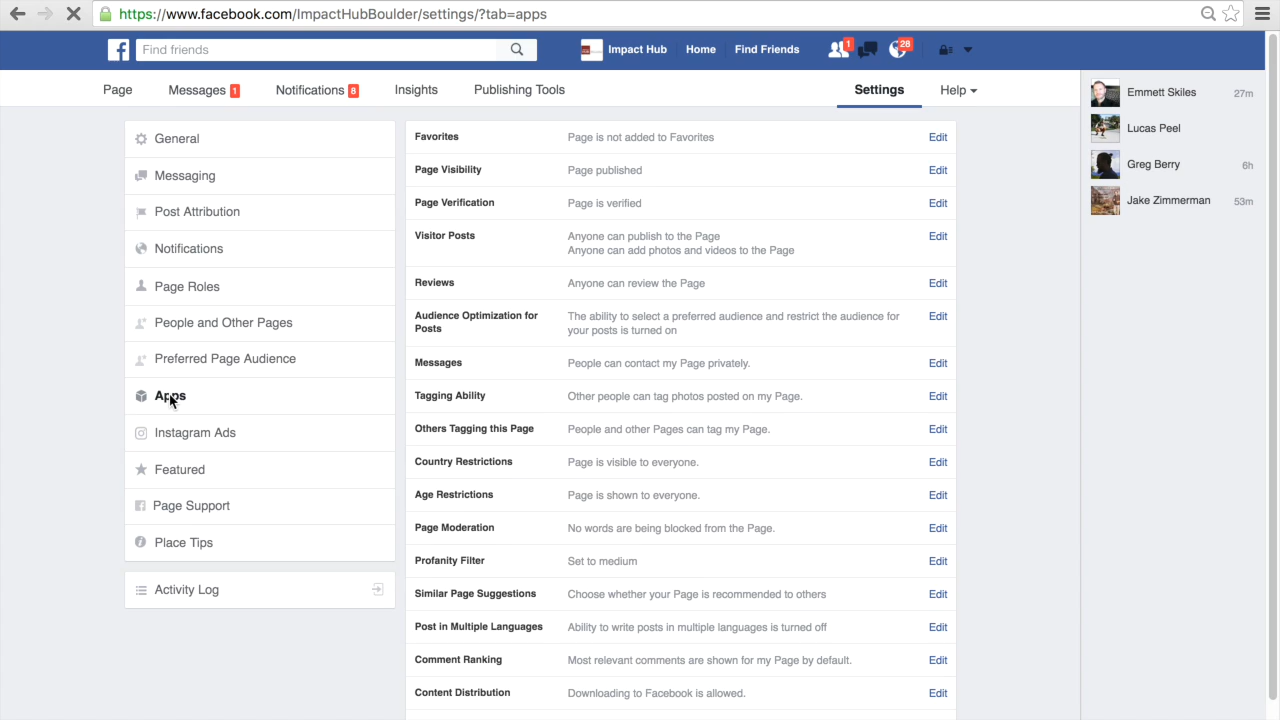 https://www.facebook.com/ImpactHubBoulder/settings/?tab=apps
Find friends
Impact Hub
Home
Find Friends
1
28
Page
Messages 1
Notifications 8
Insights
Publishing Tools
Settings
Help
General
Messaging
Post Attribution
Notifications
Page Roles
People and Other Pages
Preferred Page Audience
Apps
Instagram Ads
Featured
Page Support
Place Tips
Activity Log
Favorites Page is not added to Favorites Edit
Page Visibility Page published Edit
Page Verification Page is verified Edit
Visitor Posts Anyone can publish to the Page Edit
Anyone can add photos and videos to the Page
Reviews Anyone can review the Page Edit
Audience Optimization for The ability to select a preferred audience and restrict the audience for Edit
Posts your posts is turned on
Messages People can contact my Page privately. Edit
Tagging Ability Other people can tag photos posted on my Page. Edit
Others Tagging this Page People and other Pages can tag my Page. Edit
Country Restrictions Page is visible to everyone. Edit
Age Restrictions Page is shown to everyone. Edit
Page Moderation No words are being blocked from the Page. Edit
Profanity Filter Set to medium Edit
Similar Page Suggestions Choose whether your Page is recommended to others Edit
Post in Multiple Languages Ability to write posts in multiple languages is turned off Edit
Comment Ranking Most relevant comments are shown for my Page by default. Edit
Content Distribution Downloading to Facebook is allowed. Edit
Emmett Skiles 27m
Lucas Peel
Greg Berry 6h
Jake Zimmerman 53m